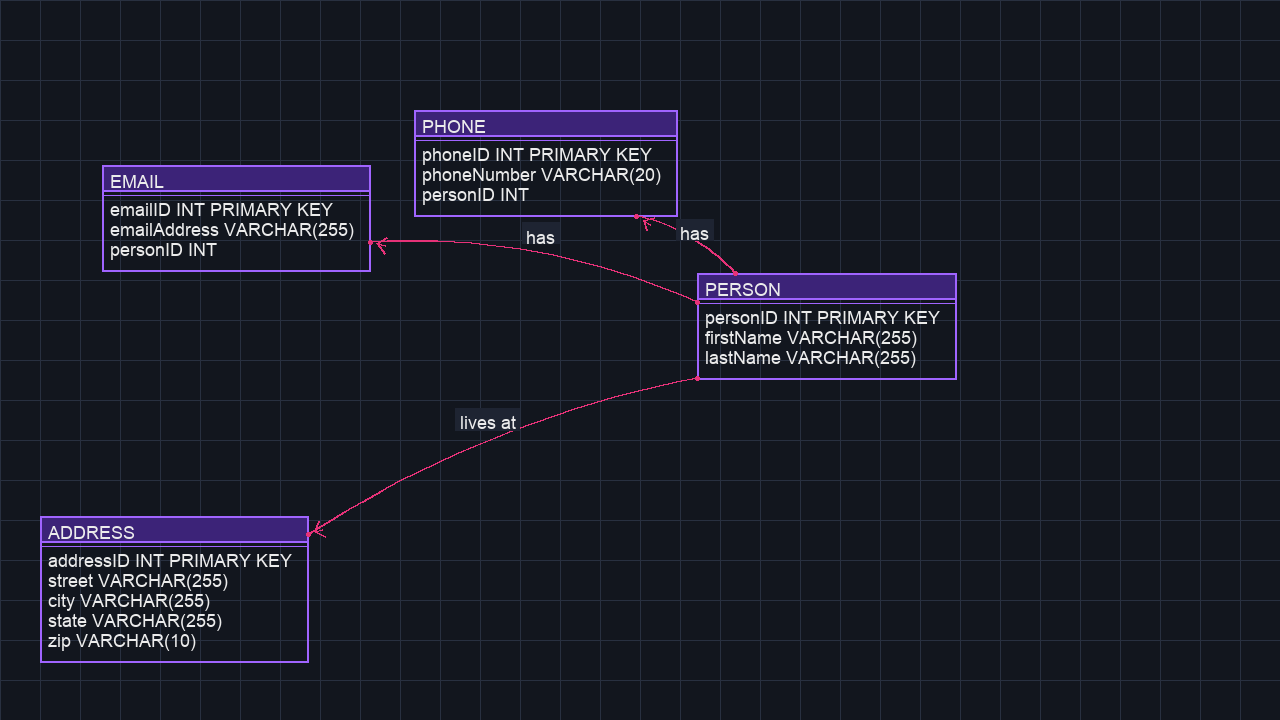 PHONE
phoneID INT PRIMARY KEY
phoneNumber VARCHAR(20)
personID INT
EMAIL
emailID INT PRIMARY KEY
emailAddress VARCHAR(255)
personID INT
has
has
PERSON
personID INT PRIMARY KEY
firstName VARCHAR(255)
lastName VARCHAR(255)
lives at
ADDRESS
addressID INT PRIMARY KEY
street VARCHAR(255)
city VARCHAR(255)
state VARCHAR(255)
zip VARCHAR(10)